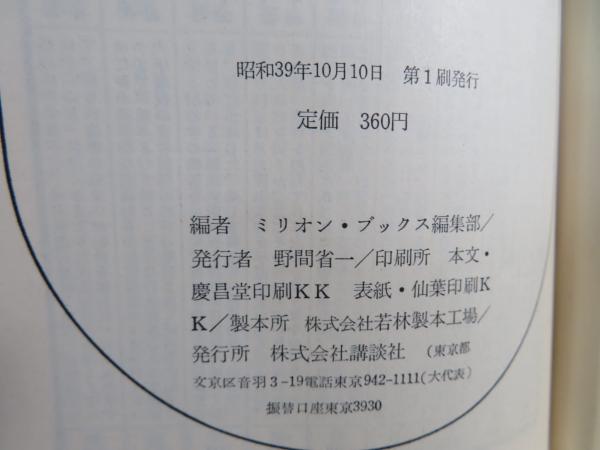 昭和39年10月10日　第1刷発行
定価　360円
編者　ミリオン・ブックス編集部／
発行者　野間省一／印刷所　本文・
慶昌堂印刷KK　表紙・仙葉印刷K
K／製本所　株式会社若林製本工場／
発行所　株式会社講談社　（東京都
文京区音羽3-19電話東京942-1111(大代表)
振替口座東京3930